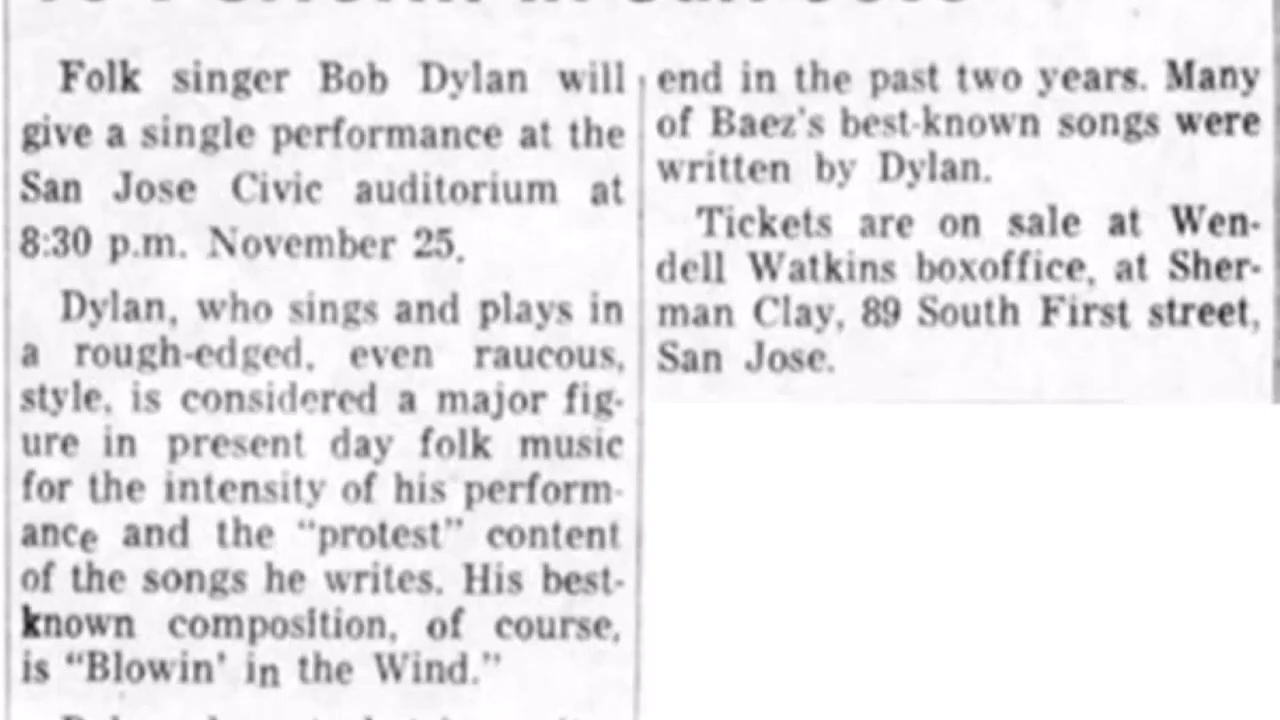 Perform in San Jose
Folk singer Bob Dylan will
give a single performance at the
San Jose Civic auditorium at
8:30 p.m. November 25.
Dylan, who sings and plays in
a rough-edged, even raucous,
style, is considered a major fig-
ure in present day folk music
for the intensity of his perform-
ance and the "protest" content
of the songs he writes. His best-
known composition, of course,
is "Blowin' in the Wind."
end in the past two years. Many
of Baez's best-known songs were
written by Dylan.
Tickets are on sale at Wen-
dell Watkins boxoffice, at Sher-
man Clay, 89 South First street,
San Jose.